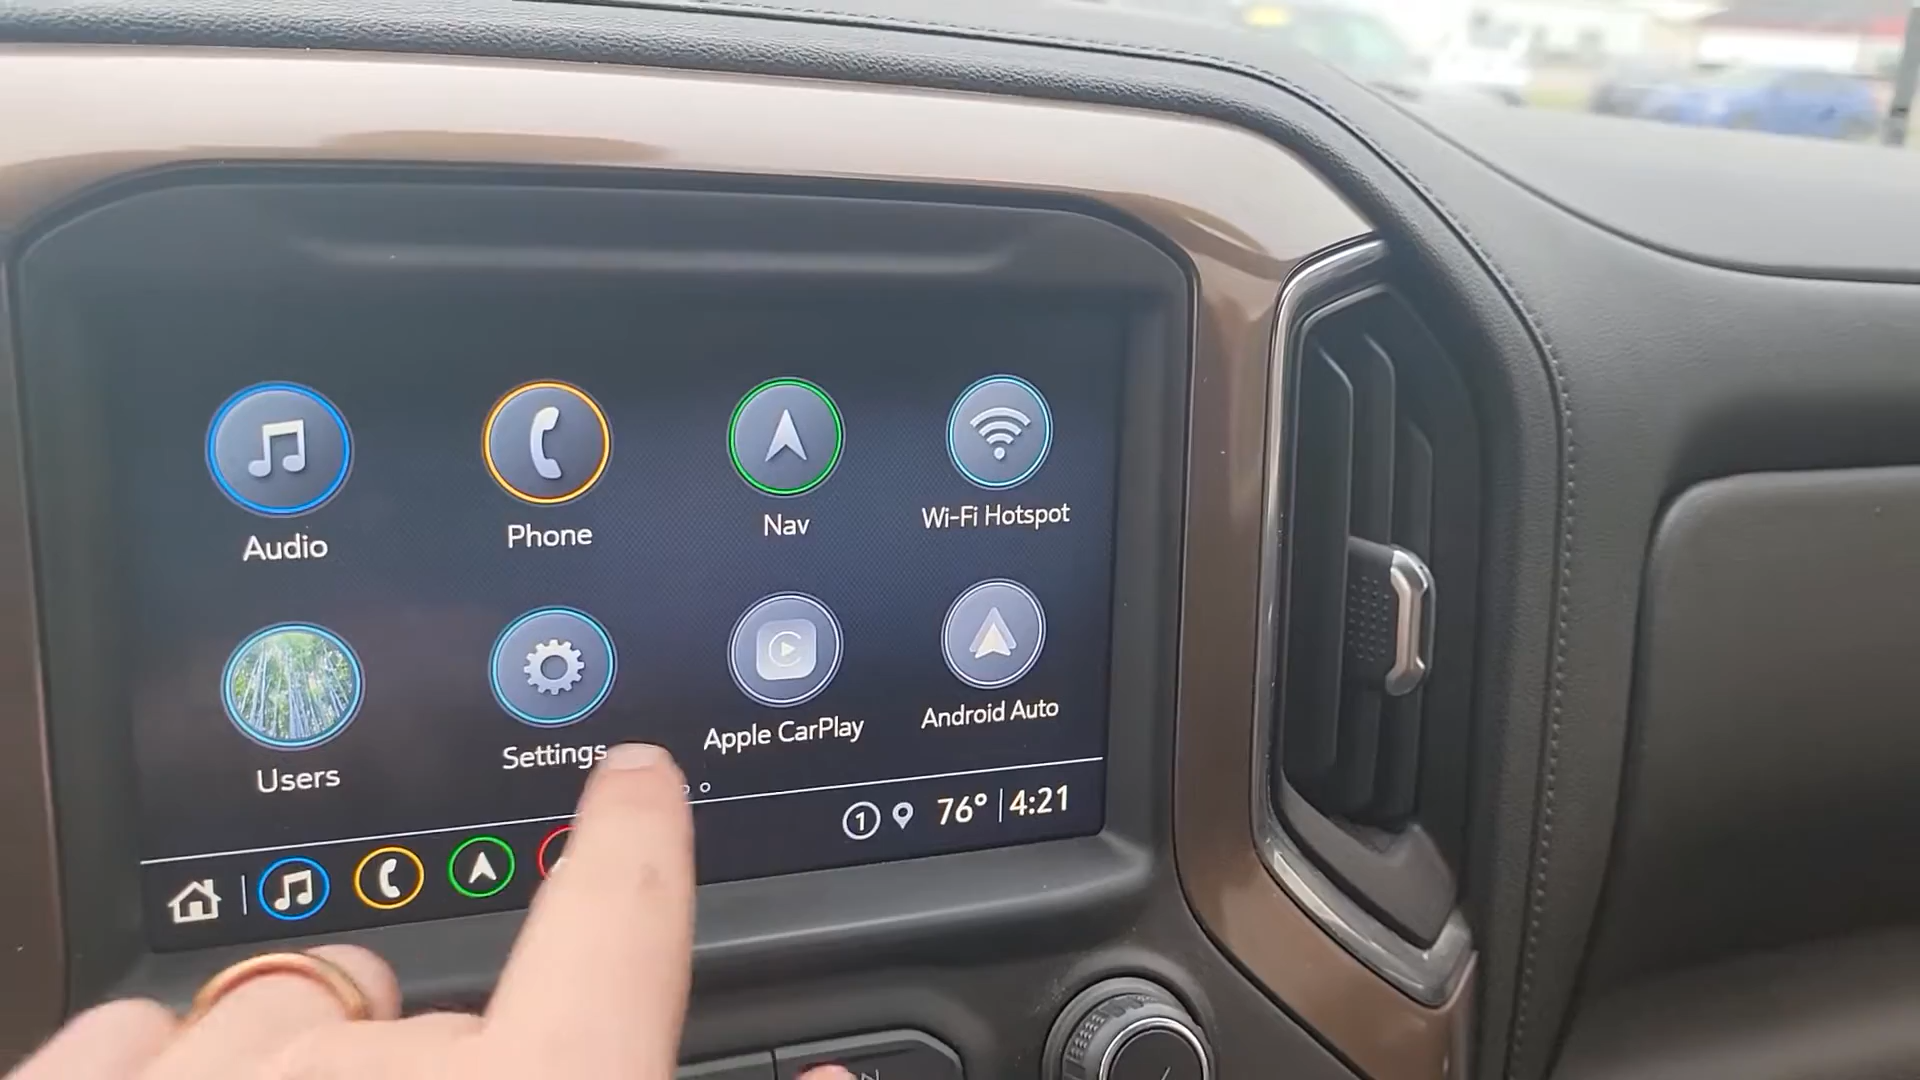 Audio
Phone
Nav
Wi-Fi Hotspot
Users
Settings
Apple CarPlay
Android Auto
1 76° 4:21